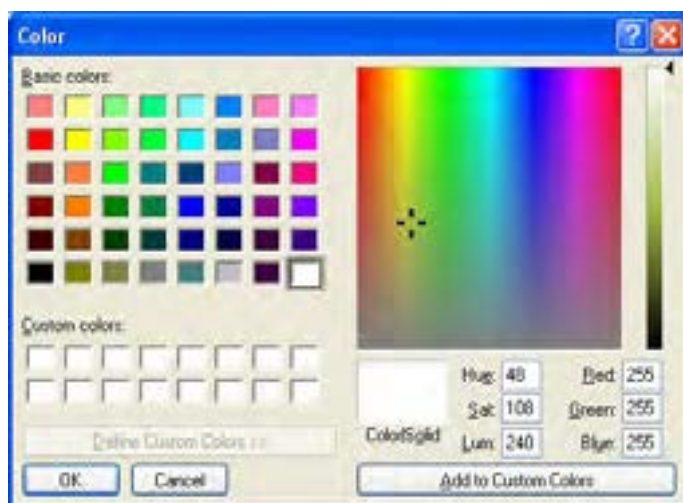 Color
Basic colors:
Custom colors:
Define Custom Colors >>
OK
Cancel
Color|Solid
Hue: 48
Sat: 108
Lum: 240
Red: 255
Green: 255
Blue: 255
Add to Custom Colors